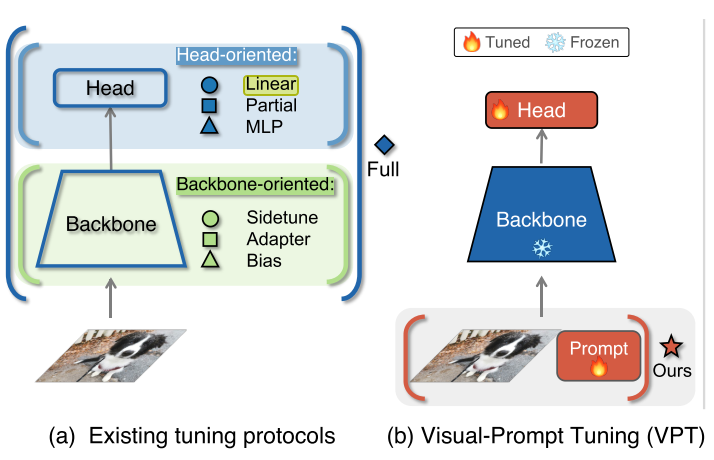 Head-oriented:
Head
Linear
Partial
MLP
Full
Backbone-oriented:
Backbone
Sidetune
Adapter
Bias
(a) Existing tuning protocols
Tuned Frozen
Head
Backbone
Prompt
Ours
(b) Visual-Prompt Tuning (VPT)